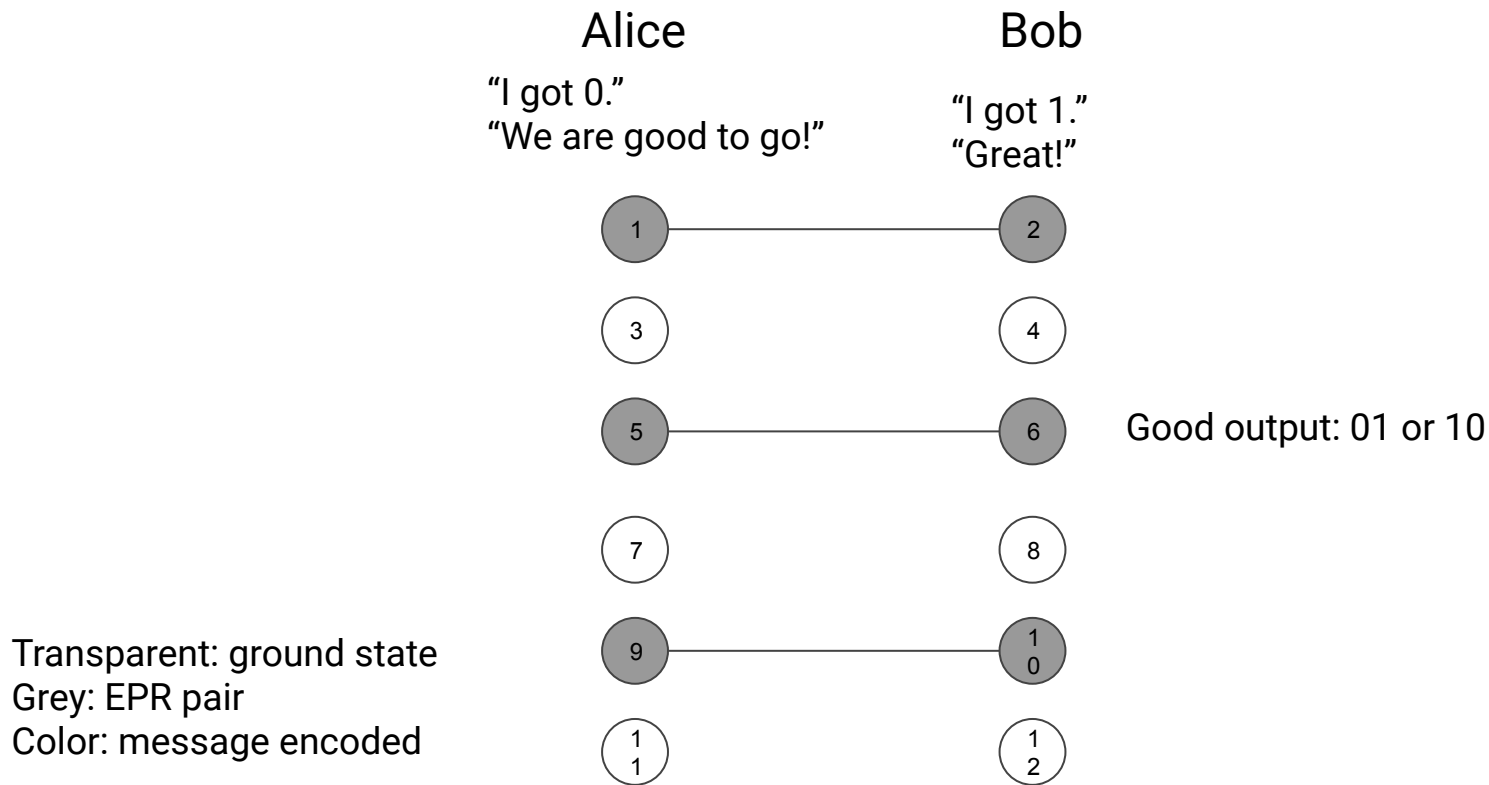 Alice
Bob
“I got 0.”
“We are good to go!”
“I got 1.”
“Great!”
1
2
3
4
5
6
Good output: 01 or 10
7
8
9
1
0
Transparent: ground state
Grey: EPR pair
Color: message encoded
1
1
1
2